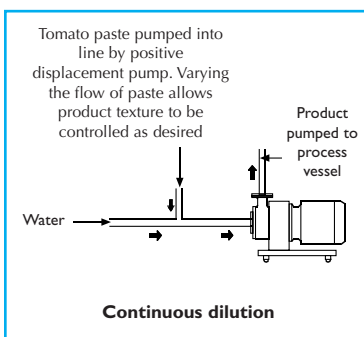 Tomato paste pumped into
line by positive
displacement pump. Varying
the flow of paste allows
product texture to be
controlled as desired
Product
pumped to
process
vessel
Water
Continuous dilution